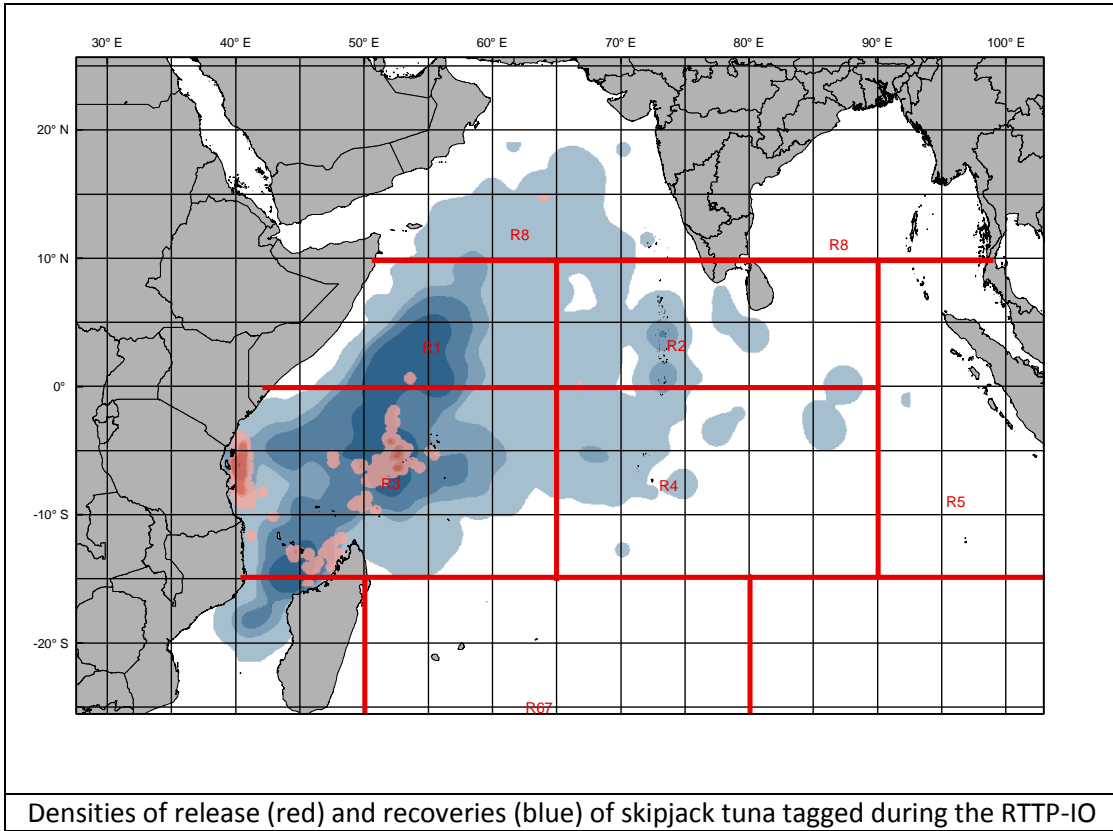 30° E 40° E 50° E 60° E 70° E 80° E 90° E 100° E
20° N
R8 R8
10° N
R1 R2
0°
R3 R4
R5
-10° S
-20° S
R67
Densities of release (red) and recoveries (blue) of skipjack tuna tagged during the RTTP-IO